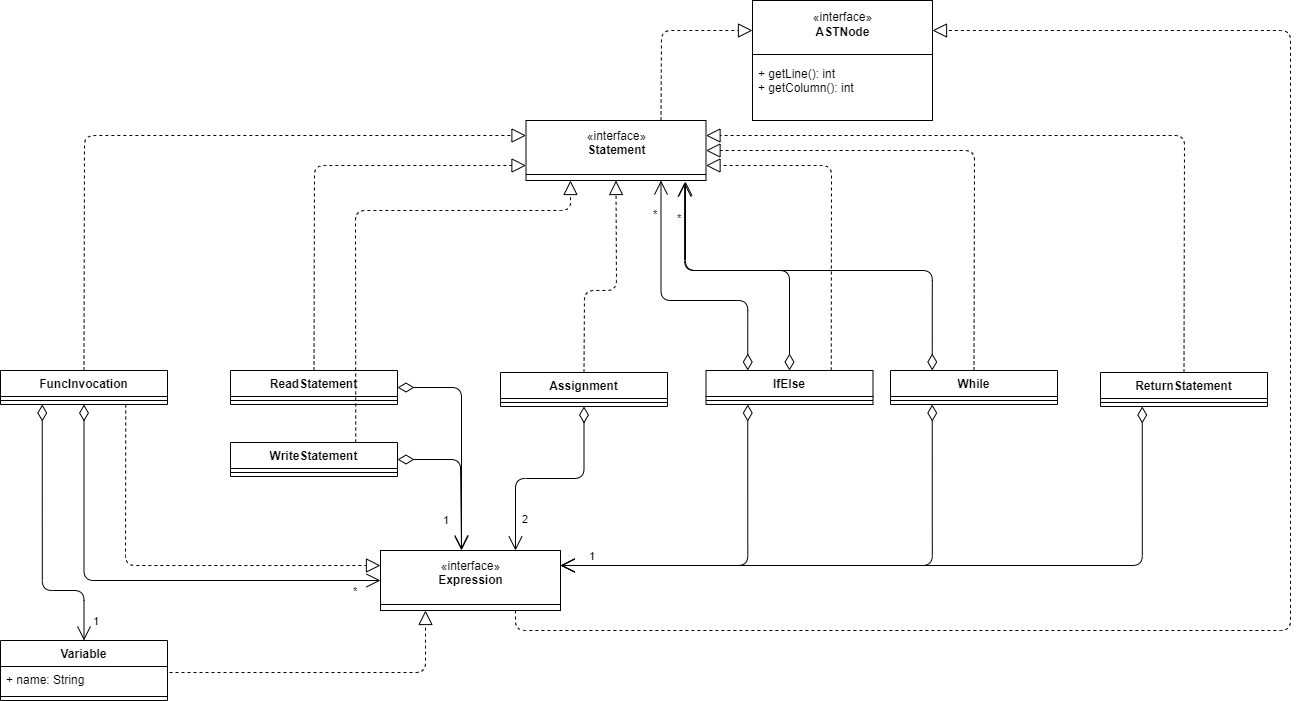 «interface»
ASTNode
+ getLine(): int
+ getColumn(): int
«interface»
Statement
*
*
FuncInvocation
ReadStatement
Assignment
IfElse
While
ReturnStatement
WriteStatement
1
2
1
«interface»
Expression
*
1
Variable
+ name: String